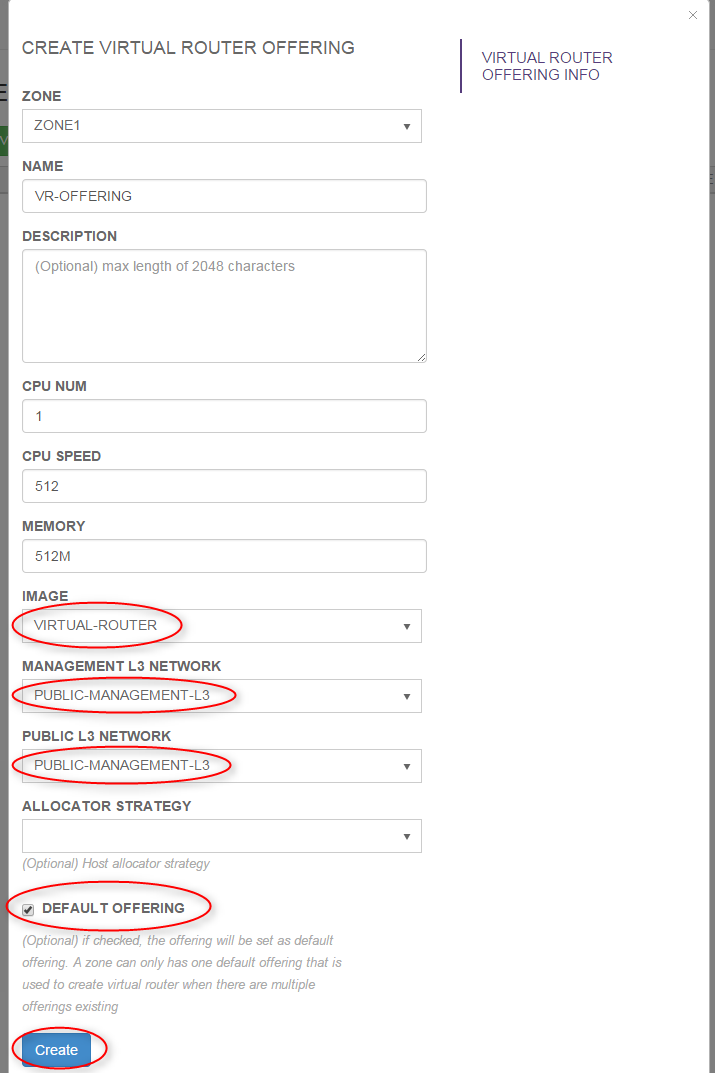 CREATE VIRTUAL ROUTER OFFERING
VIRTUAL ROUTER
OFFERING INFO
ZONE
ZONE1
NAME
VR-OFFERING
DESCRIPTION
(Optional) max length of 2048 characters
CPU NUM
1
CPU SPEED
512
MEMORY
512M
IMAGE
VIRTUAL-ROUTER
MANAGEMENT L3 NETWORK
PUBLIC-MANAGEMENT-L3
PUBLIC L3 NETWORK
PUBLIC-MANAGEMENT-L3
ALLOCATOR STRATEGY
(Optional) Host allocator strategy
DEFAULT OFFERING
(Optional) if checked, the offering will be set as default
offering. A zone can only has one default offering that is
used to create virtual router when there are multiple
offerings existing
Create